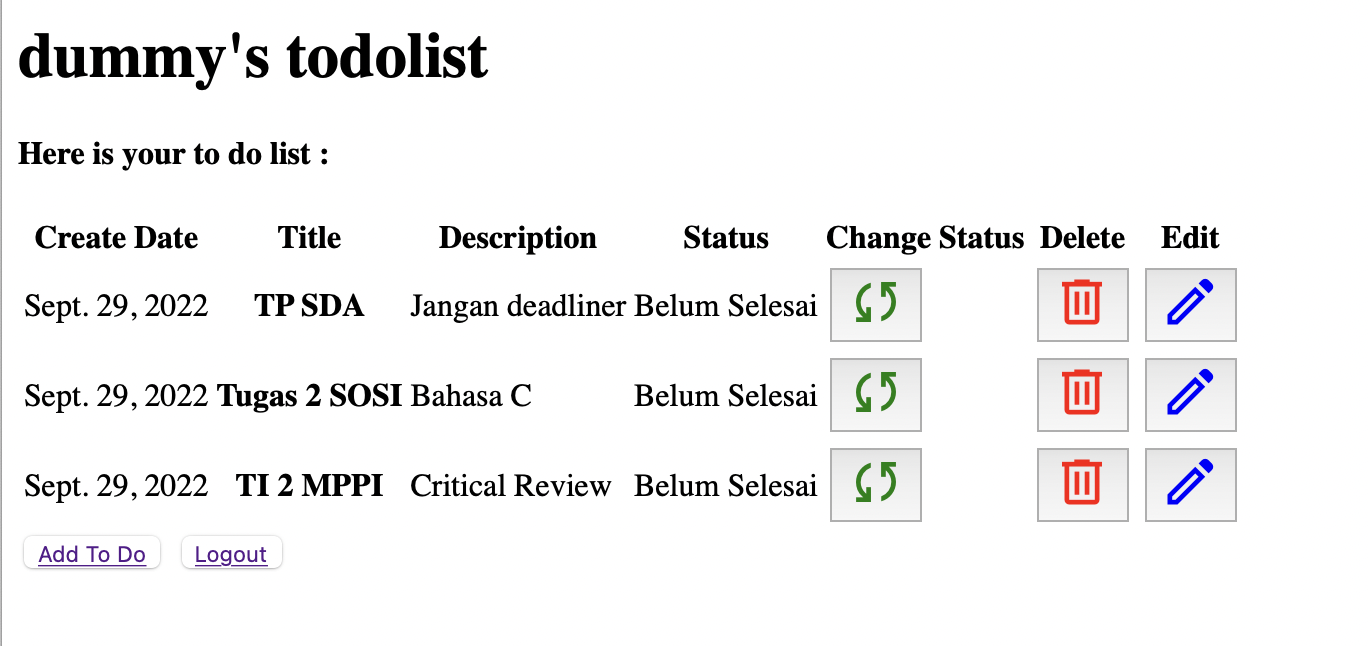 dummy's todolist
Here is your to do list :
Create Date Title Description Status Change Status Delete Edit
Sept. 29, 2022 TP SDA Jangan deadliner Belum Selesai
Sept. 29, 2022 Tugas 2 SOSI Bahasa C Belum Selesai
Sept. 29, 2022 TI 2 MPPI Critical Review Belum Selesai
Add To Do Logout